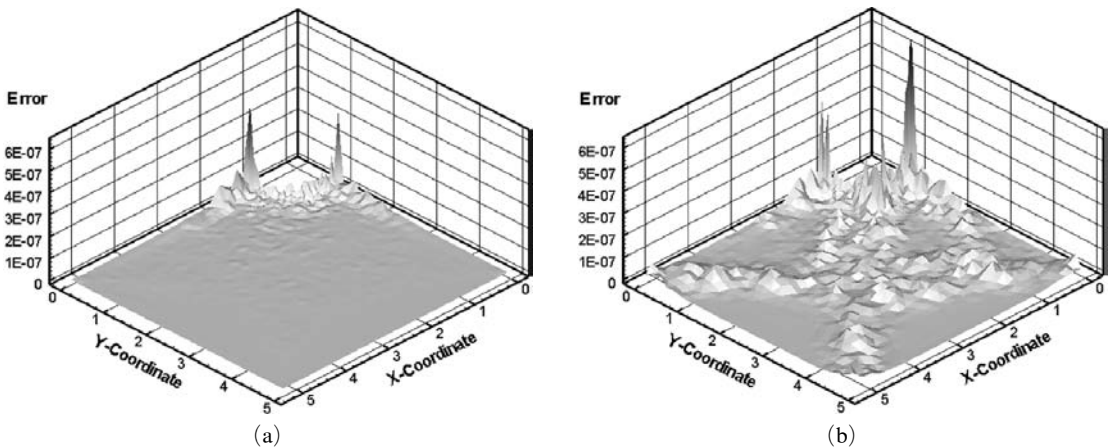 Error
6E-07
5E-07
4E-07
3E-07
2E-07
1E-07
0
0
1
2
3
4
5
Y-Coordinate
0
1
2
3
4
5
X-Coordinate
(a)
Error
6E-07
5E-07
4E-07
3E-07
2E-07
1E-07
0
0
1
2
3
4
5
Y-Coordinate
0
1
2
3
4
5
X-Coordinate
(b)